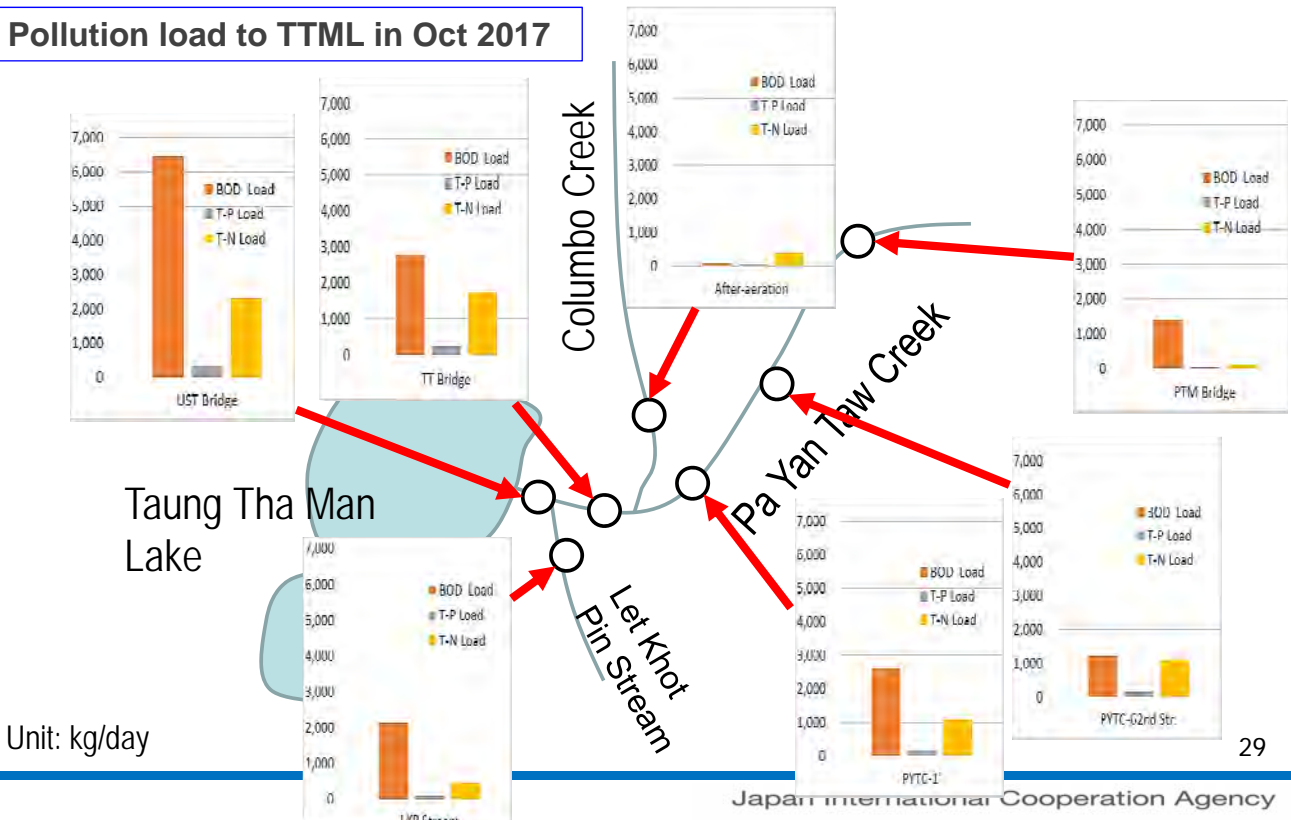 Pollution load to TTML in Oct 2017
7,000
6,000
5,000
4,000
3,000
2,000
1,000
0
BOD Load
T-P Load
T-N Load
UST Bridge
7,000
6,000
5,000
4,000
3,000
2,000
1,000
0
BOD Load
T-P Load
T-N Load
TT Bridge
Columbo Creek
7,000
6,000
5,000
4,000
3,000
2,000
1,000
0
BOD Load
T-P Load
T-N Load
After-aeration
7,000
6,000
5,000
4,000
3,000
2,000
1,000
0
BOD Load
T-P Load
T-N Load
PTM Bridge
Pa Yan Taw Creek
Taung Tha Man
Lake
7,000
6,000
5,000
4,000
3,000
2,000
1,000
0
BOD Load
T-P Load
T-N Load
Let Khot
Pin Stream
7,000
6,000
5,000
4,000
3,000
2,000
1,000
0
BOD Load
T-P Load
T-N Load
PYTC-1
7,000
6,000
5,000
4,000
3,000
2,000
1,000
0
BOD Load
T-P Load
T-N Load
PYTC-62nd Str.
Unit: kg/day
29
Japan International Cooperation Agency